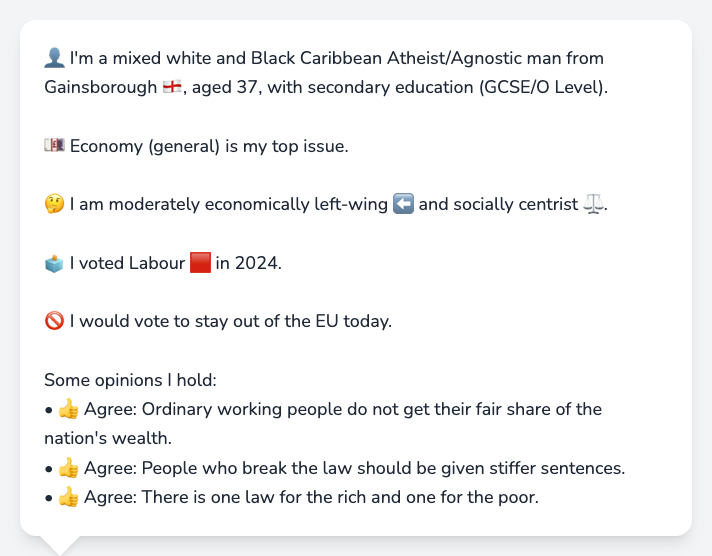 👤 I'm a mixed white and Black Caribbean Atheist/Agnostic man from
Gainsborough 🏴󠁧󠁢󠁥󠁮󠁧󠁿, aged 37, with secondary education (GCSE/O Level).
💷 Economy (general) is my top issue.
🤔 I am moderately economically left-wing ⬅️ and socially centrist ⚖️.
🗳️ I voted Labour 🟥 in 2024.
🚫 I would vote to stay out of the EU today.
Some opinions I hold:
• 👍 Agree: Ordinary working people do not get their fair share of the
nation's wealth.
• 👍 Agree: People who break the law should be given stiffer sentences.
• 👍 Agree: There is one law for the rich and one for the poor.